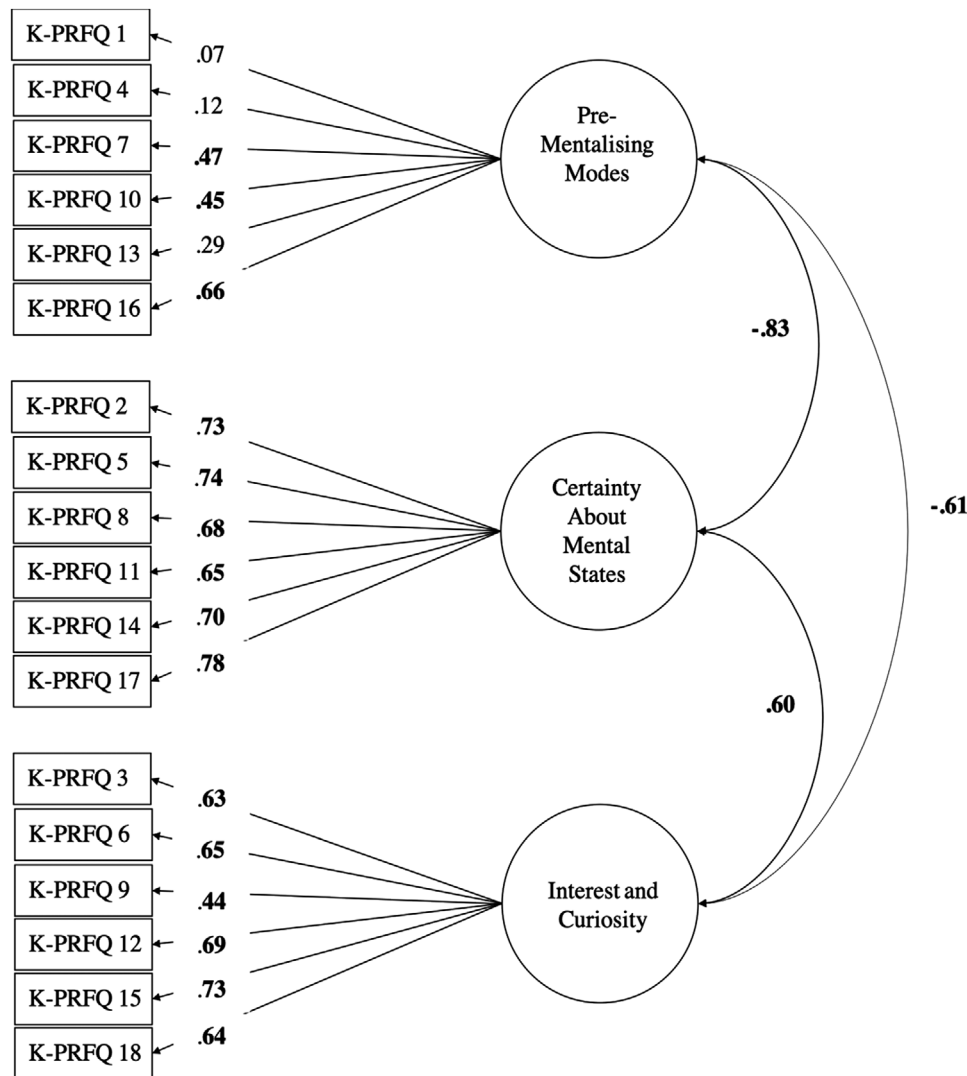 K-PRFQ 1
.07
K-PRFQ 4
.12
K-PRFQ 7
.47
K-PRFQ 10
.45
K-PRFQ 13
.29
K-PRFQ 16
.66
Pre-
Mentalising
Modes
-.83
K-PRFQ 2
.73
K-PRFQ 5
.74
K-PRFQ 8
.68
K-PRFQ 11
.65
K-PRFQ 14
.70
K-PRFQ 17
.78
Certainty
About
Mental
States
-.61
.60
K-PRFQ 3
.63
K-PRFQ 6
.65
K-PRFQ 9
.44
K-PRFQ 12
.69
K-PRFQ 15
.73
K-PRFQ 18
.64
Interest and
Curiosity